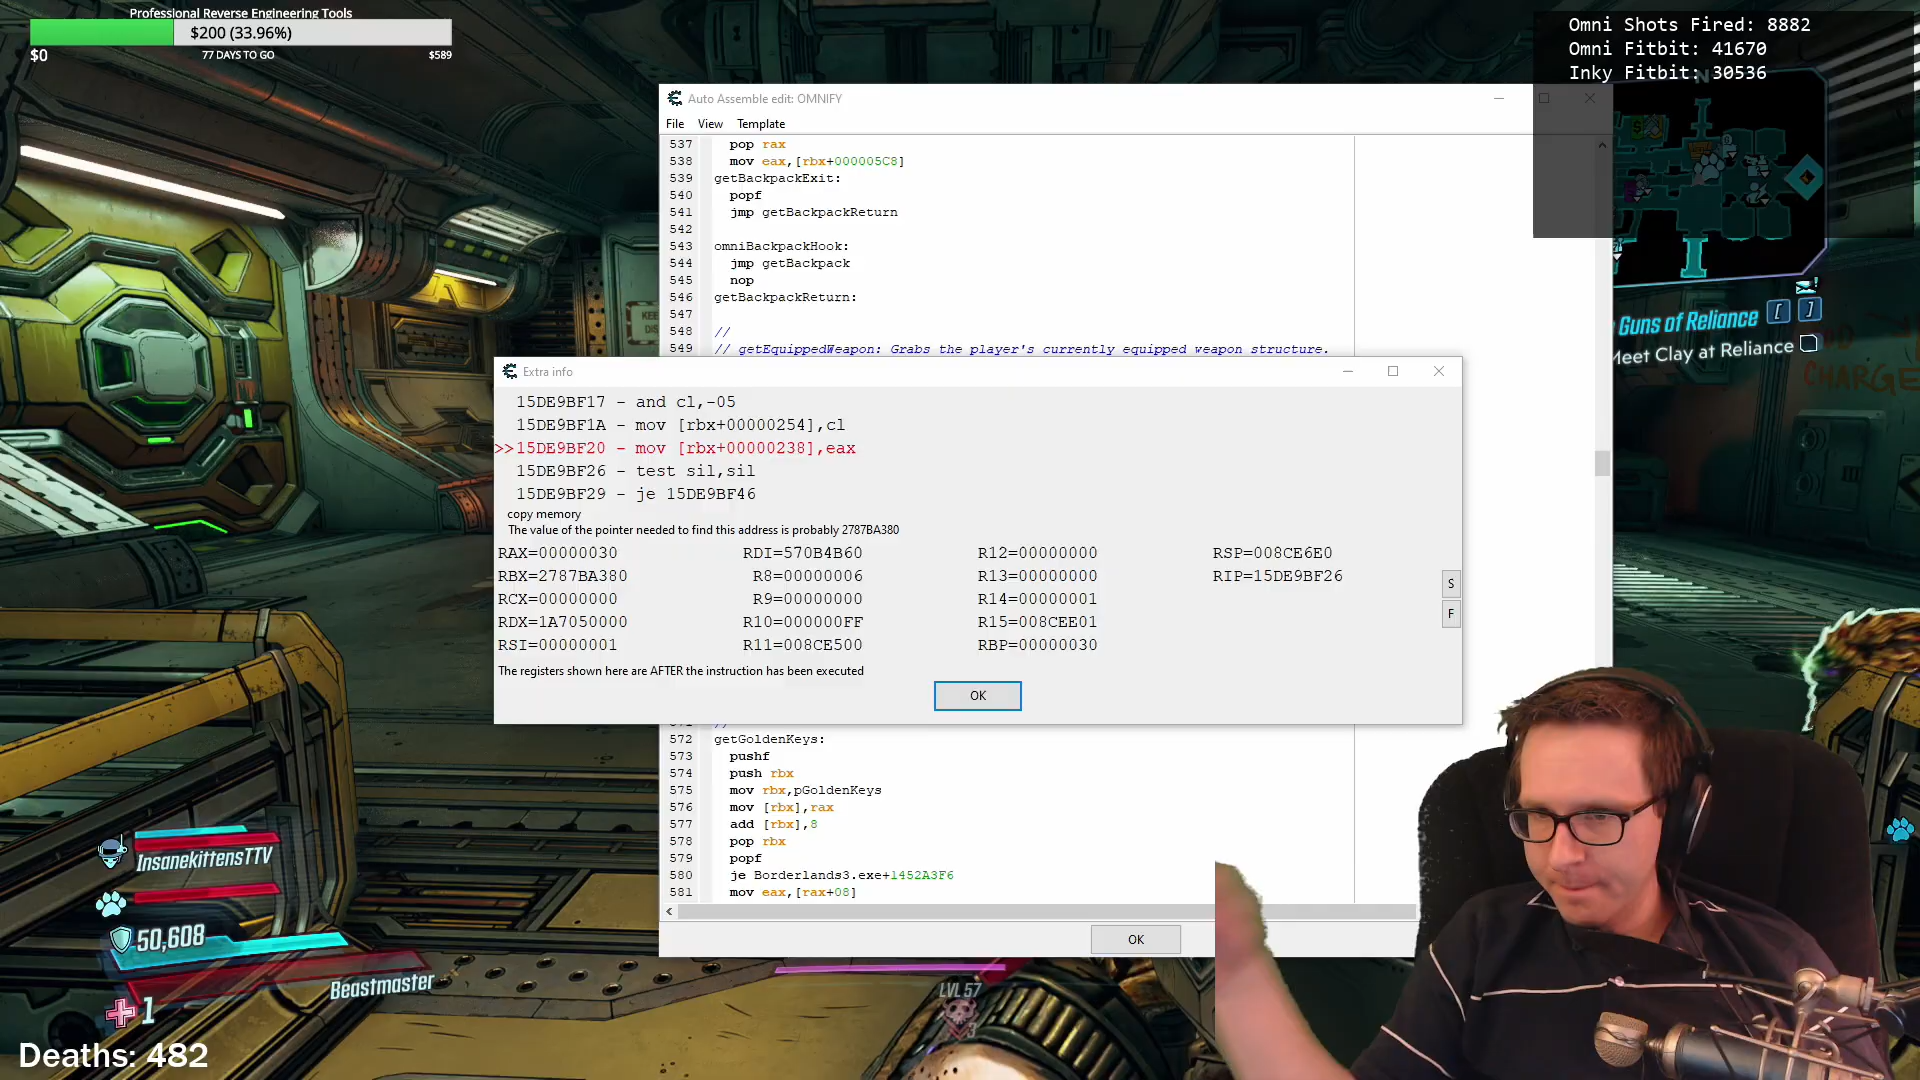 Professional Reverse Engineering Tools
$200 (33.96%)
$0
77 DAYS TO GO
$589
Omni Shots Fired: 8882
Omni Fitbit: 41670
Inky Fitbit: 30536
Auto Assemble edit: OMNIFY
File View Template
537 pop rax
538 mov eax,[rbx+000005C8]
539 getBackpackExit:
540 popf
541 jmp getBackpackReturn
542
543 omniBackpackHook:
544 jmp getBackpack
545 nop
546 getBackpackReturn:
547
548 //
549 // getEquippedWeapon: Grabs the player's currently equipped weapon structure.
Guns of Reliance [ ]
Meet Clay at Reliance
CHARGE
Extra info
15DE9BF17 - and cl,-05
15DE9BF1A - mov [rbx+00000254],cl
>>15DE9BF20 - mov [rbx+00000238],eax
15DE9BF26 - test sil,sil
15DE9BF29 - je 15DE9BF46
copy memory
The value of the pointer needed to find this address is probably 2787BA380
RAX=00000030 RDI=570B4B60 R12=00000000 RSP=008CE6E0
RBX=2787BA380 R8=00000006 R13=00000000 RIP=15DE9BF26
RCX=00000000 R9=00000000 R14=00000001
RDX=1A7050000 R10=000000FF R15=008CEE01
RSI=00000001 R11=008CE500 RBP=00000030
S
F
The registers shown here are AFTER the instruction has been executed
OK
572 getGoldenKeys:
573 pushf
574 push rbx
575 mov rbx,pGoldenKeys
576 mov [rbx],rax
577 add [rbx],8
578 pop rbx
579 popf
580 je Borderlands3.exe+1452A3F6
581 mov eax,[rax+08]
OK
InsanekittensTTV
50,608
Beastmaster
1
LVL 57
3
Deaths: 482